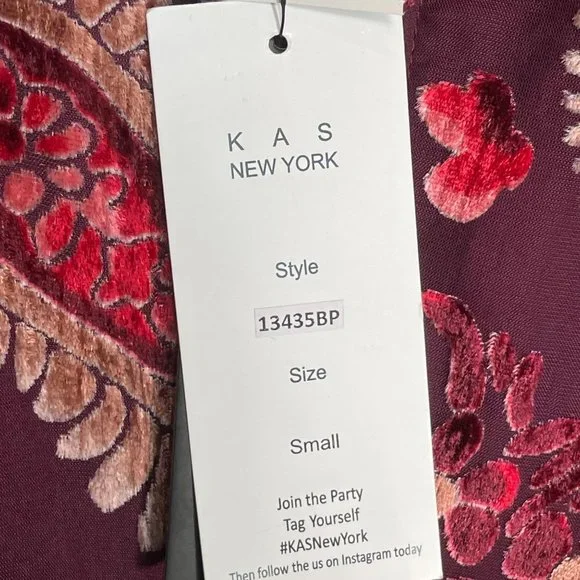 K A S
NEW YORK
Style
13435BP
Size
Small
Join the Party
Tag Yourself
#KASNewYork
Then follow the us on Instagram today